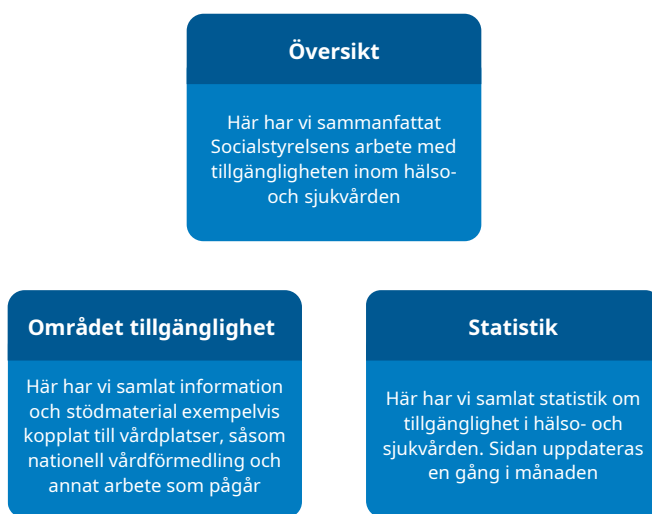 Översikt
Här har vi sammanfattat
Socialstyrelsens arbete med
tillgängligheten inom hälso-
och sjukvården
Området tillgänglighet
Här har vi samlat information
och stödmaterial exempelvis
kopplat till vårdplatser, såsom
nationell vårdförmedling och
annat arbete som pågår
Statistik
Här har vi samlat statistik om
tillgänglighet i hälso- och
sjukvården. Sidan uppdateras
en gång i månaden